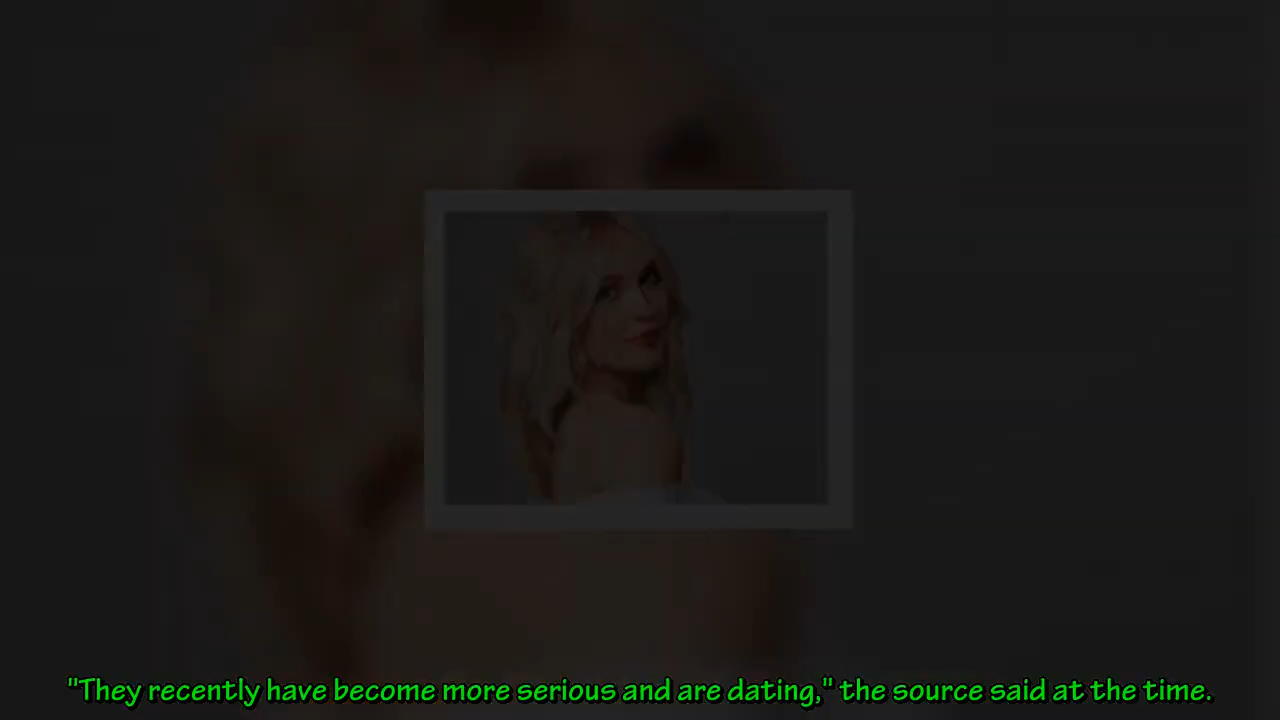 "They recently have become more serious and are dating," the source said at the time.